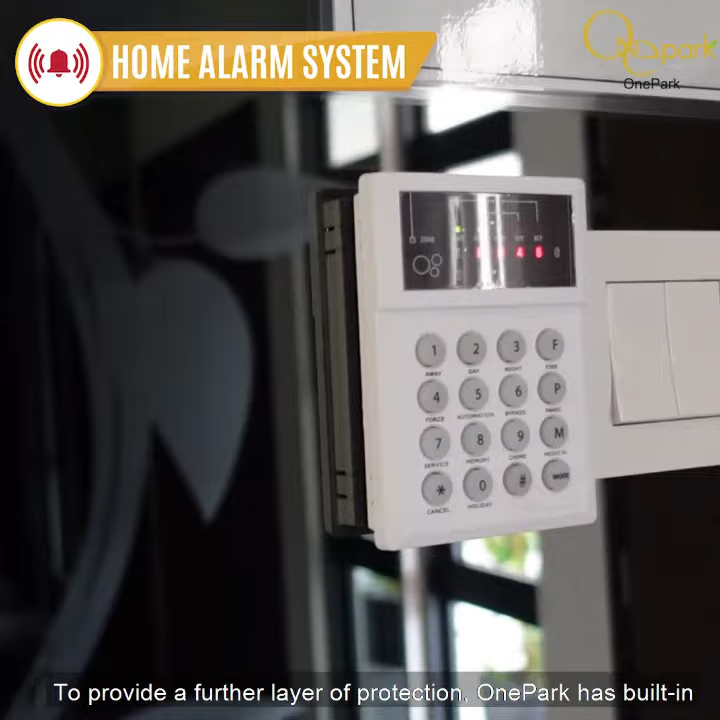 HOME ALARM SYSTEM
OnePark
ZONE
1 2 3 F
AWAY DAY NIGHT FIRE
4 5 6 P
FORCE AUTOMATION BYPASS PANIC
7 8 9 M
SERVICE MEMORY CHIME MEDICAL
* 0 # MODE
CANCEL HOLIDAY
To provide a further layer of protection, OnePark has built-in